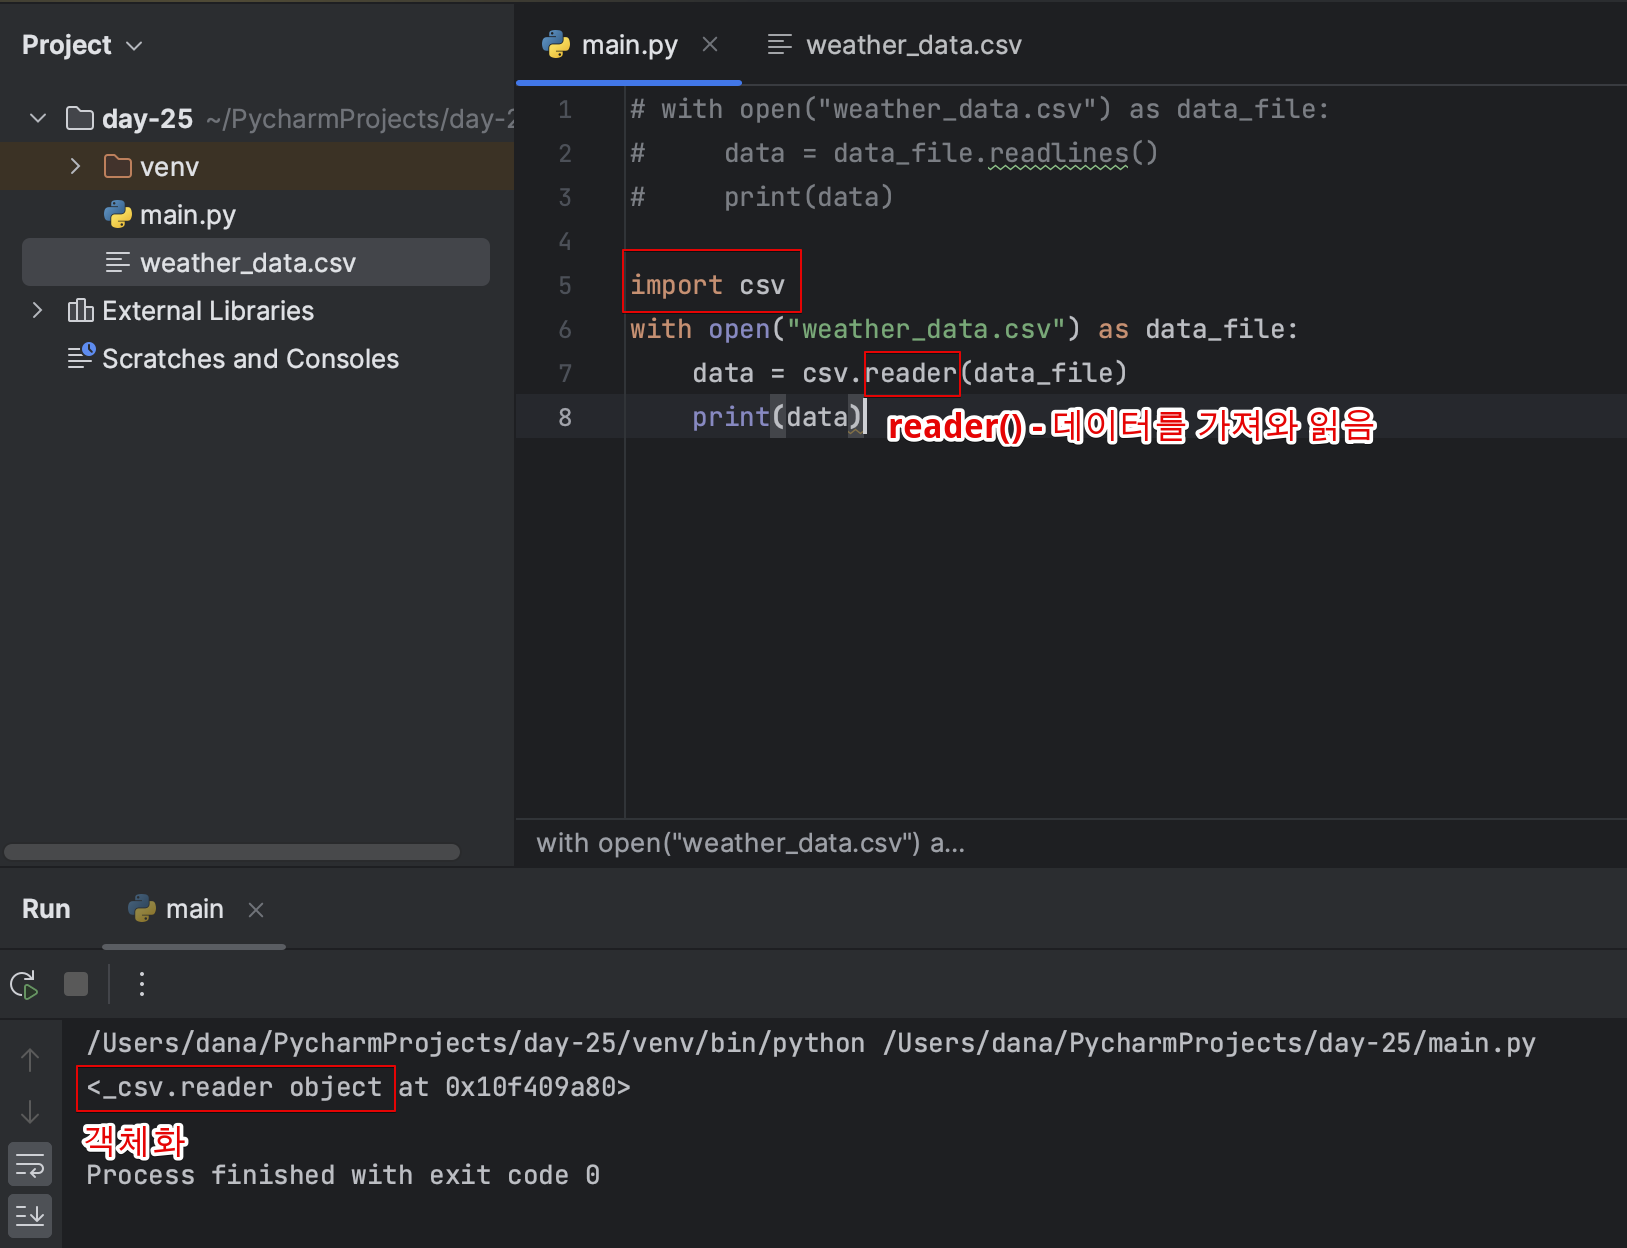 Project
day-25 ~/PycharmProjects/day-2
venv
main.py
weather_data.csv
External Libraries
Scratches and Consoles
main.py
weather_data.csv
1 # with open("weather_data.csv") as data_file:
2 #     data = data_file.readlines()
3 #     print(data)
4
5 import csv
6 with open("weather_data.csv") as data_file:
7     data = csv.reader(data_file)
8     print(data)
reader() - 데이터를 가져와 읽음
with open("weather_data.csv") a...
Run
main
/Users/dana/PycharmProjects/day-25/venv/bin/python /Users/dana/PycharmProjects/day-25/main.py
<_csv.reader object at 0x10f409a80>
객체화
Process finished with exit code 0